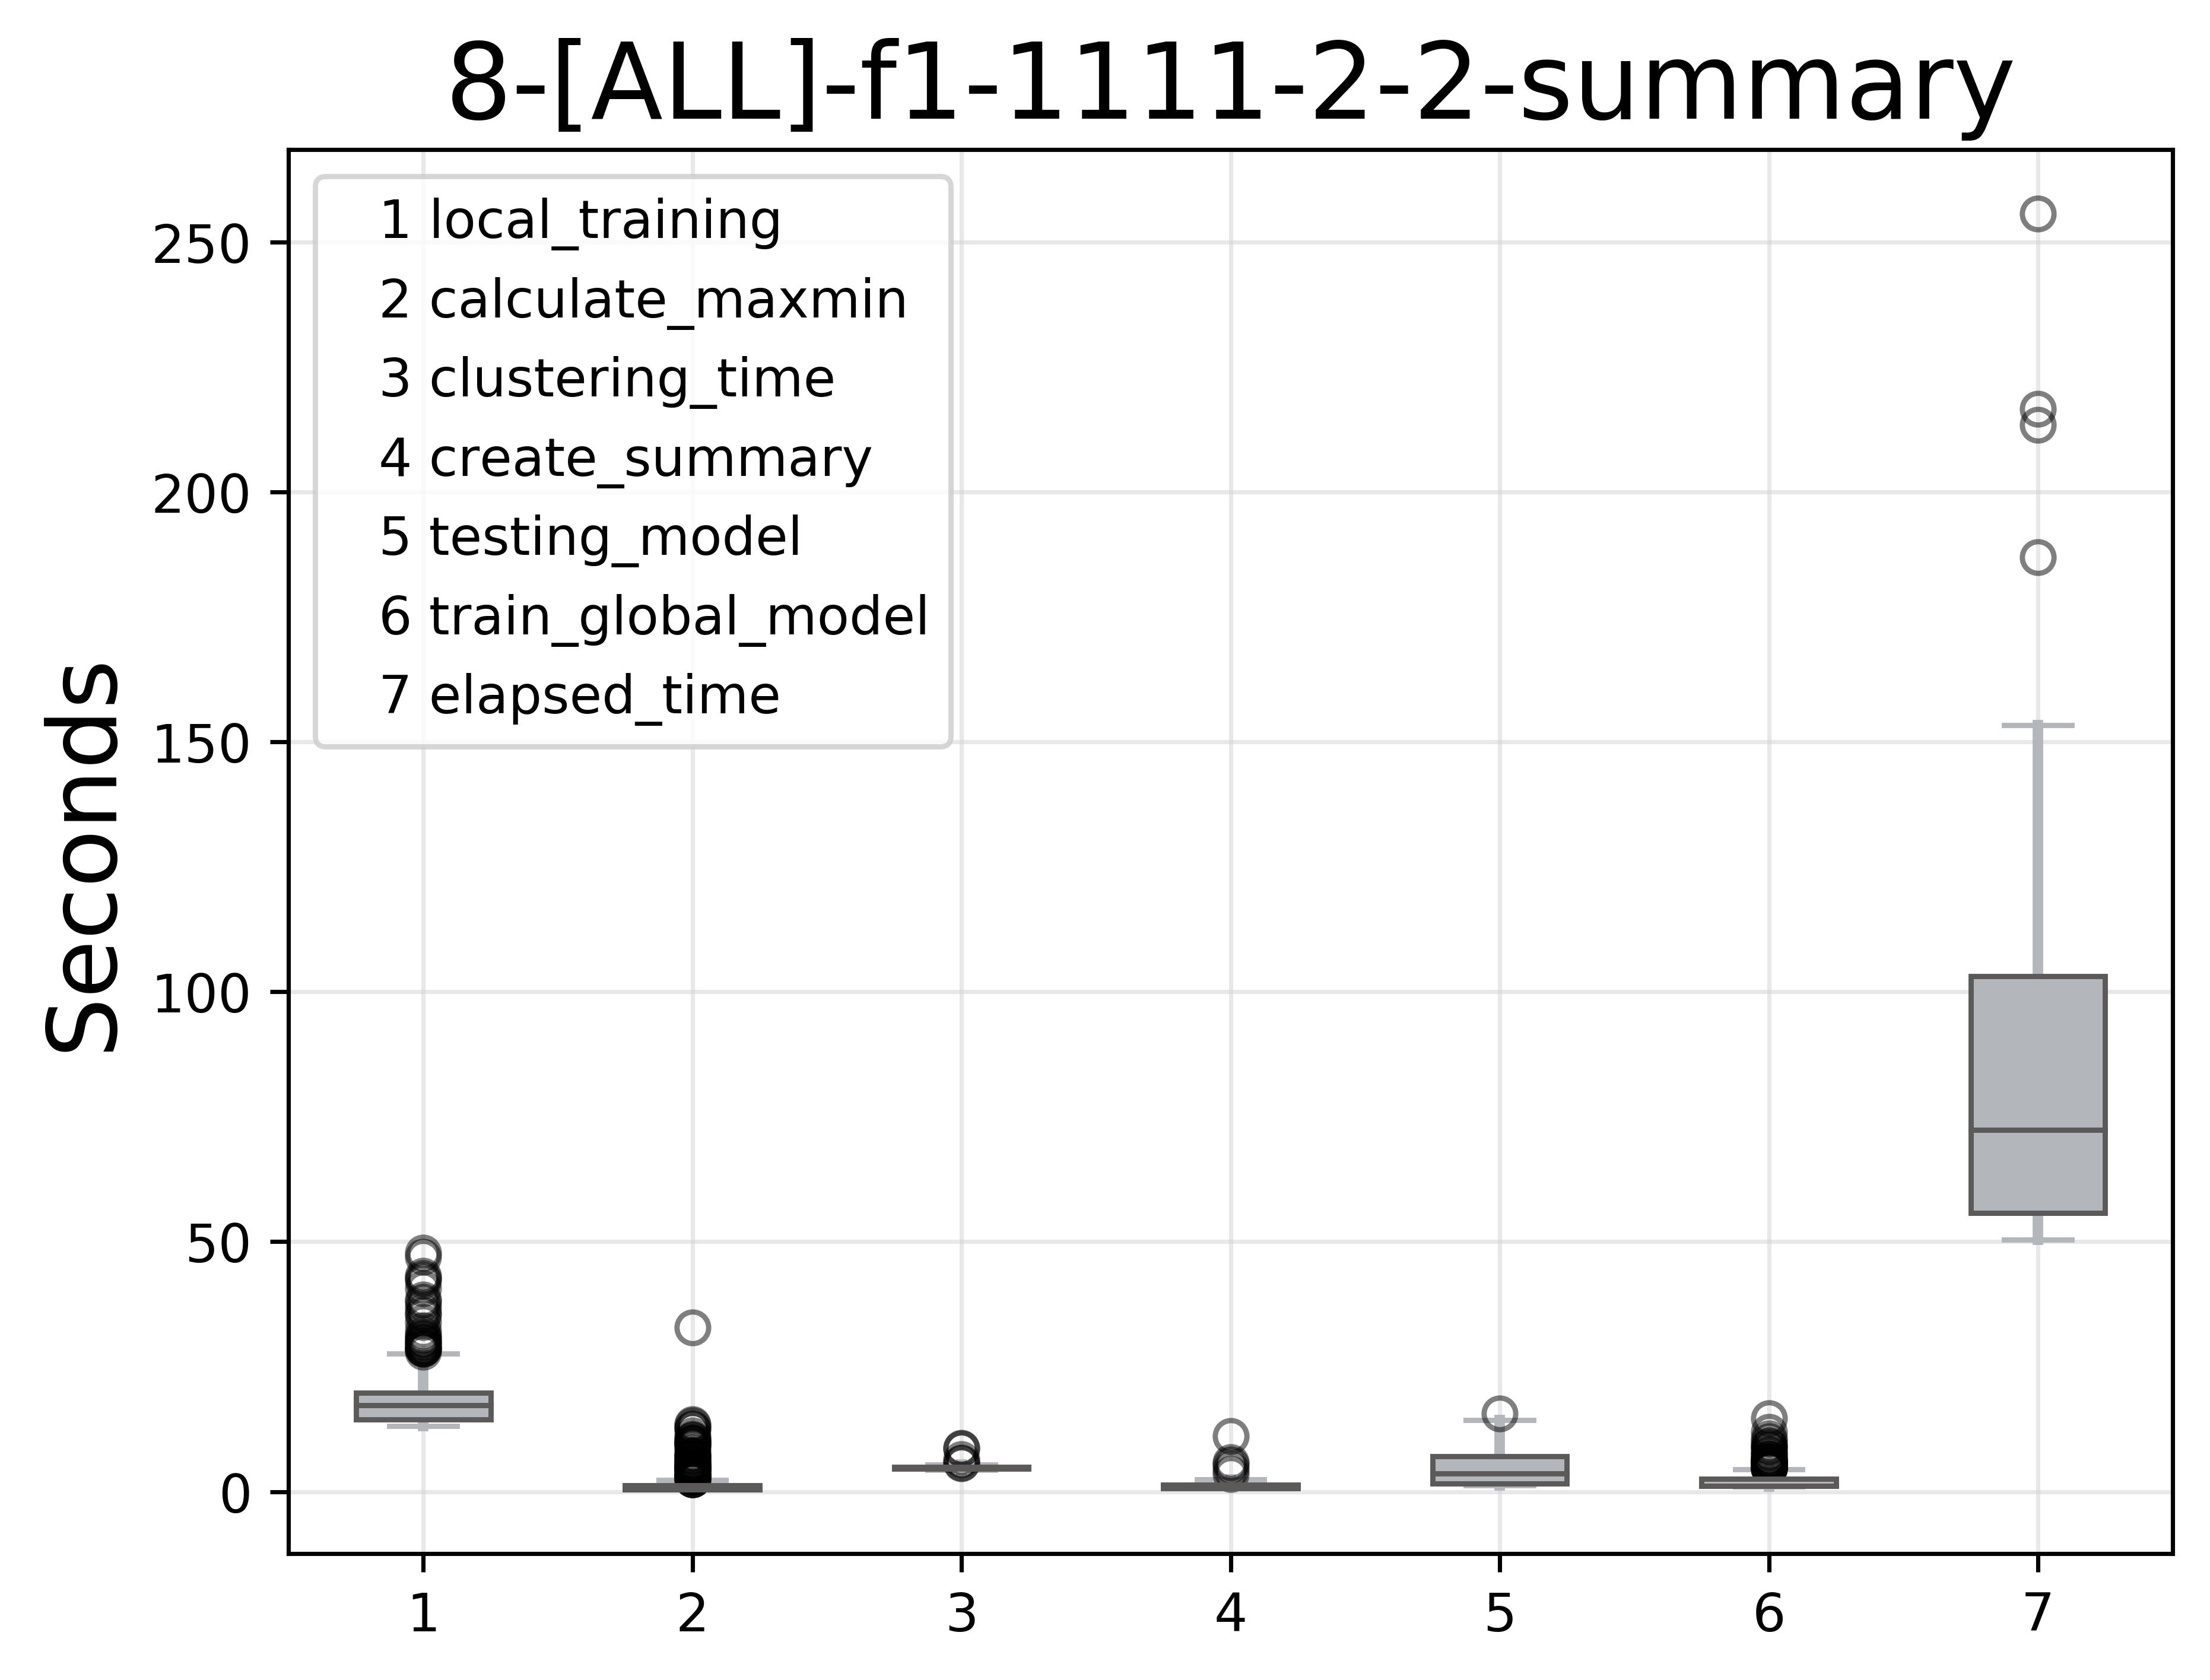 8-[ALL]-f1-1111-2-2-summary
1 local_training
2 calculate_maxmin
3 clustering_time
4 create_summary
5 testing_model
6 train_global_model
7 elapsed_time
Seconds
250
200
150
100
50
0
1 2 3 4 5 6 7